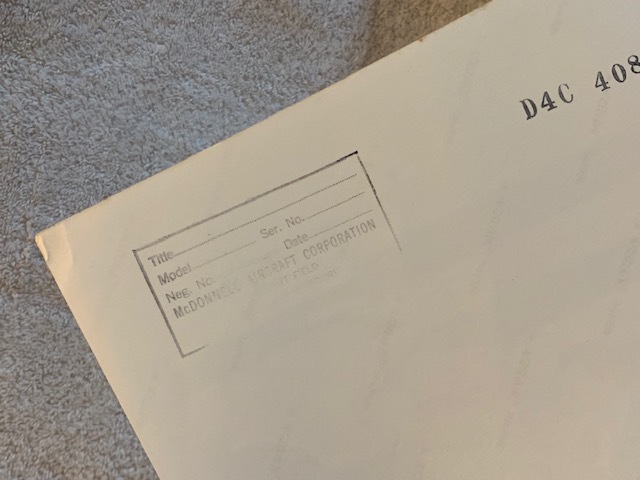 D4C 408
Title
Model Ser. No.
Neg. No. Date
McDONNELL AIRCRAFT CORPORATION